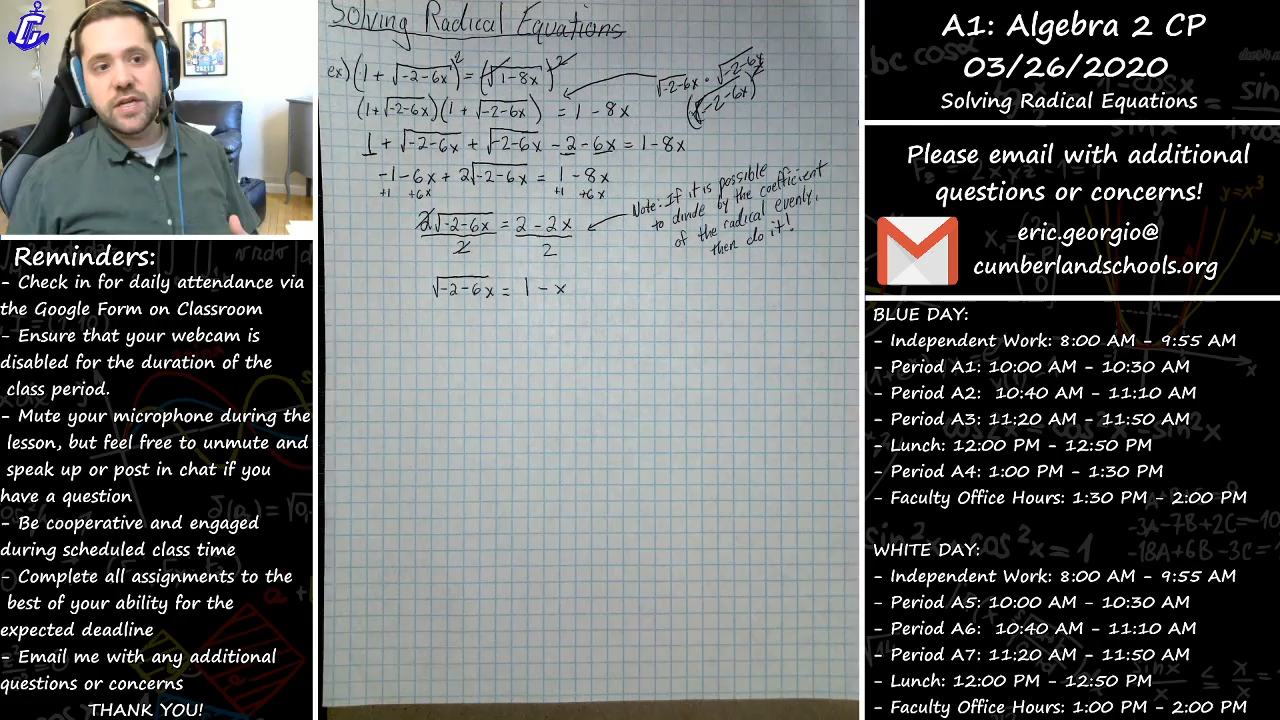 Solving Radical Equations
ex) (1 + √-2-6x)² = (√1-8x)²
√-2-6x · √-2-6x
(√-2-6x)²
(1+√-2-6x)(1 + √-2-6x) = 1 - 8x
1 + √-2-6x + √-2-6x - 2 - 6x = 1 - 8x
-1 - 6x + 2√-2-6x = 1 - 8x
+1 +6x +1 +6x
2√-2-6x = 2 - 2x
2 2
Note: If it is possible
to divide by the coefficient
of the radical evenly,
then do it!
√-2-6x = 1 - x
Reminders:
- Check in for daily attendance via
the Google Form on Classroom
- Ensure that your webcam is
disabled for the duration of the
class period.
- Mute your microphone during the
lesson, but feel free to unmute and
speak up or post in chat if you
have a question
- Be cooperative and engaged
during scheduled class time
- Complete all assignments to the
best of your ability for the
expected deadline
- Email me with any additional
questions or concerns
THANK YOU!
A1: Algebra 2 CP
03/26/2020
Solving Radical Equations
Please email with additional
questions or concerns!
eric.georgio@
cumberlandschools.org
BLUE DAY:
- Independent Work: 8:00 AM - 9:55 AM
- Period A1: 10:00 AM - 10:30 AM
- Period A2: 10:40 AM - 11:10 AM
- Period A3: 11:20 AM - 11:50 AM
- Lunch: 12:00 PM - 12:50 PM
- Period A4: 1:00 PM - 1:30 PM
- Faculty Office Hours: 1:30 PM - 2:00 PM
WHITE DAY:
- Independent Work: 8:00 AM - 9:55 AM
- Period A5: 10:00 AM - 10:30 AM
- Period A6: 10:40 AM - 11:10 AM
- Period A7: 11:20 AM - 11:50 AM
- Lunch: 12:00 PM - 12:50 PM
- Faculty Office Hours: 1:00 PM - 2:00 PM